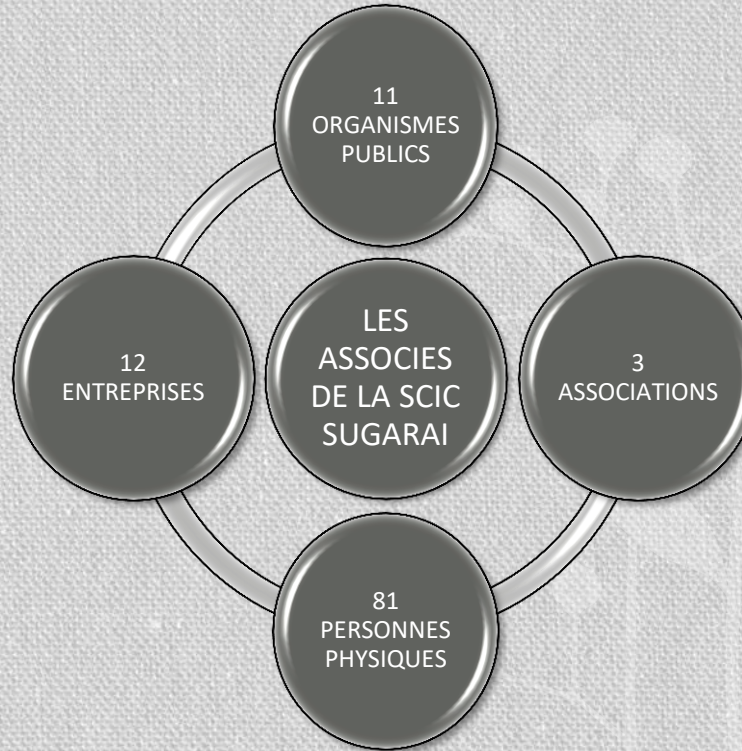 11
ORGANISMES
PUBLICS
12
ENTREPRISES
LES
ASSOCIES
DE LA SCIC
SUGARAI
3
ASSOCIATIONS
81
PERSONNES
PHYSIQUES